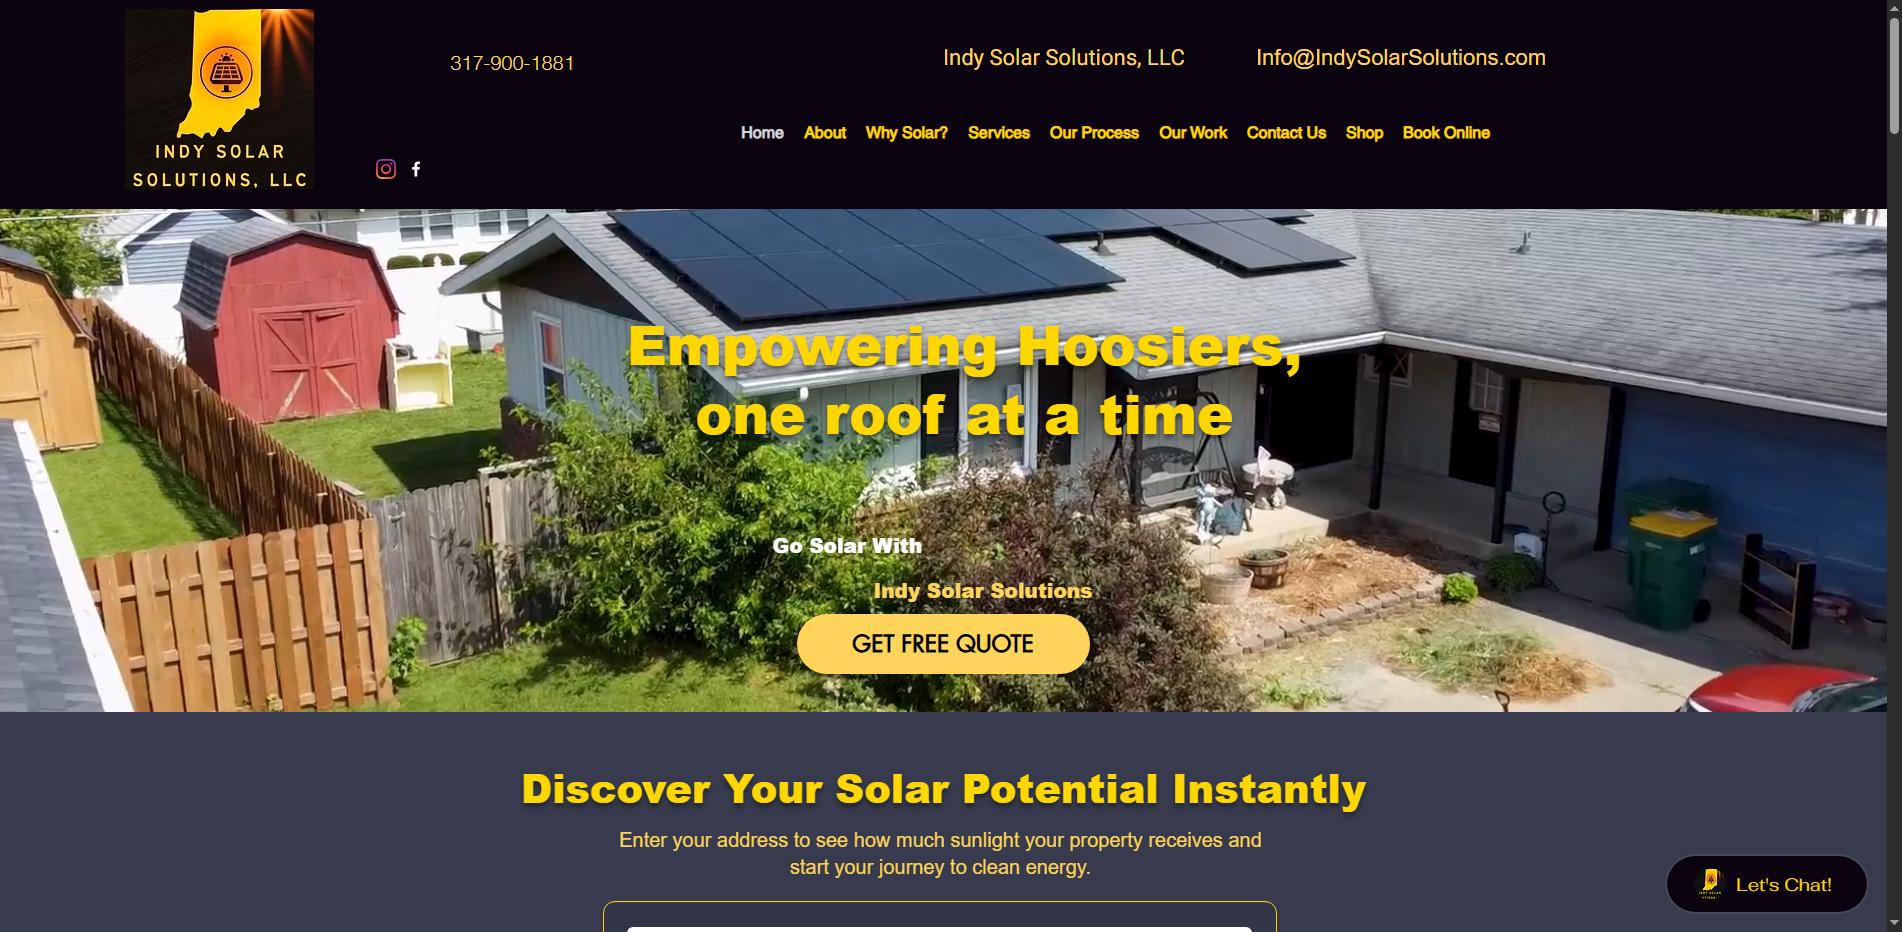 INDY SOLAR
SOLUTIONS, LLC
317-900-1881
Indy Solar Solutions, LLC
Info@IndySolarSolutions.com
Home About Why Solar? Services Our Process Our Work Contact Us Shop Book Online
Empowering Hoosiers,
one roof at a time
Go Solar With
Indy Solar Solutions
GET FREE QUOTE
Discover Your Solar Potential Instantly
Enter your address to see how much sunlight your property receives and
start your journey to clean energy.
Let's Chat!